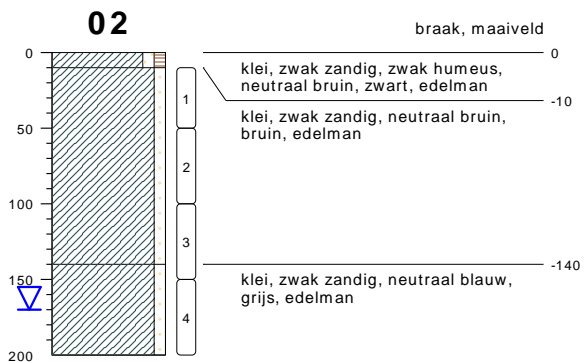 02
braak, maaiveld
0
0
klei, zwak zandig, zwak humeus,
neutraal bruin, zwart, edelman
-10
klei, zwak zandig, neutraal bruin,
bruin, edelman
1
50
2
100
3
-140
150
klei, zwak zandig, neutraal blauw,
grijs, edelman
4
200